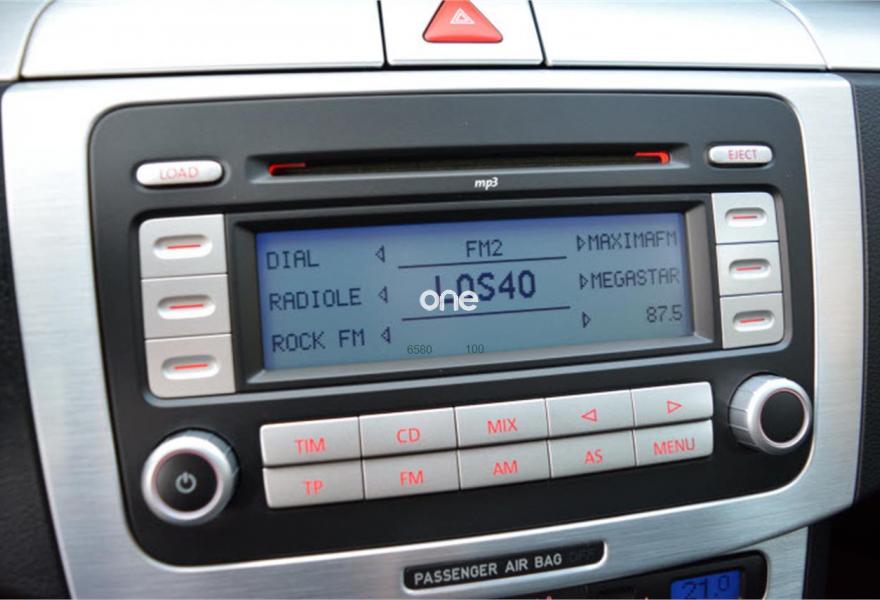 LOAD
EJECT
mp3
DIAL FM2 MAXIMAFM
RADIOLE LOS40 MEGASTAR
one
ROCK FM 87.5
6580 100
TIM CD MIX
TP FM AM AS MENU
PASSENGER AIR BAG OFF
21.0